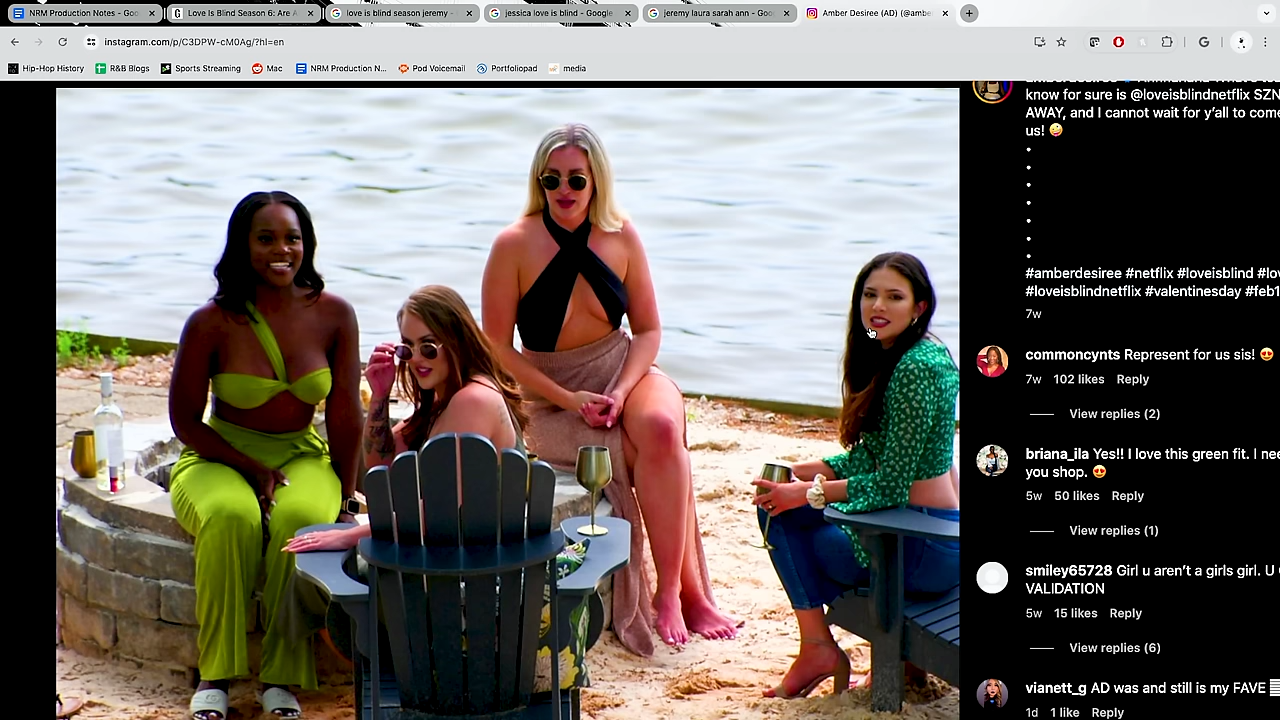 NRM Production Notes - Goo
Love Is Blind Season 6: Are A
love is blind season jeremy -
jessica love is blind - Google
jeremy laura sarah ann - Goo
Amber Desiree (AD) (@amber
instagram.com/p/C3DPW-cM0Ag/?hl=en
Hip-Hop History
R&B Blogs
Sports Streaming
Mac
NRM Production N...
Pod Voicemail
Portfoliopad
media
know for sure is @loveisblindnetflix SZN
AWAY, and I cannot wait for y'all to come
us! 🤪
•
•
•
•
•
•
•
#amberdesiree #netflix #loveisblind #lov
#loveisblindnetflix #valentinesday #feb1
7w
commoncynts Represent for us sis! 😍
7w 102 likes Reply
View replies (2)
briana_ila Yes!! I love this green fit. I nee
you shop. 😍
5w 50 likes Reply
View replies (1)
smiley65728 Girl u aren't a girls girl. U
VALIDATION
5w 15 likes Reply
View replies (6)
vianett_g AD was and still is my FAVE
1d 1 like Reply